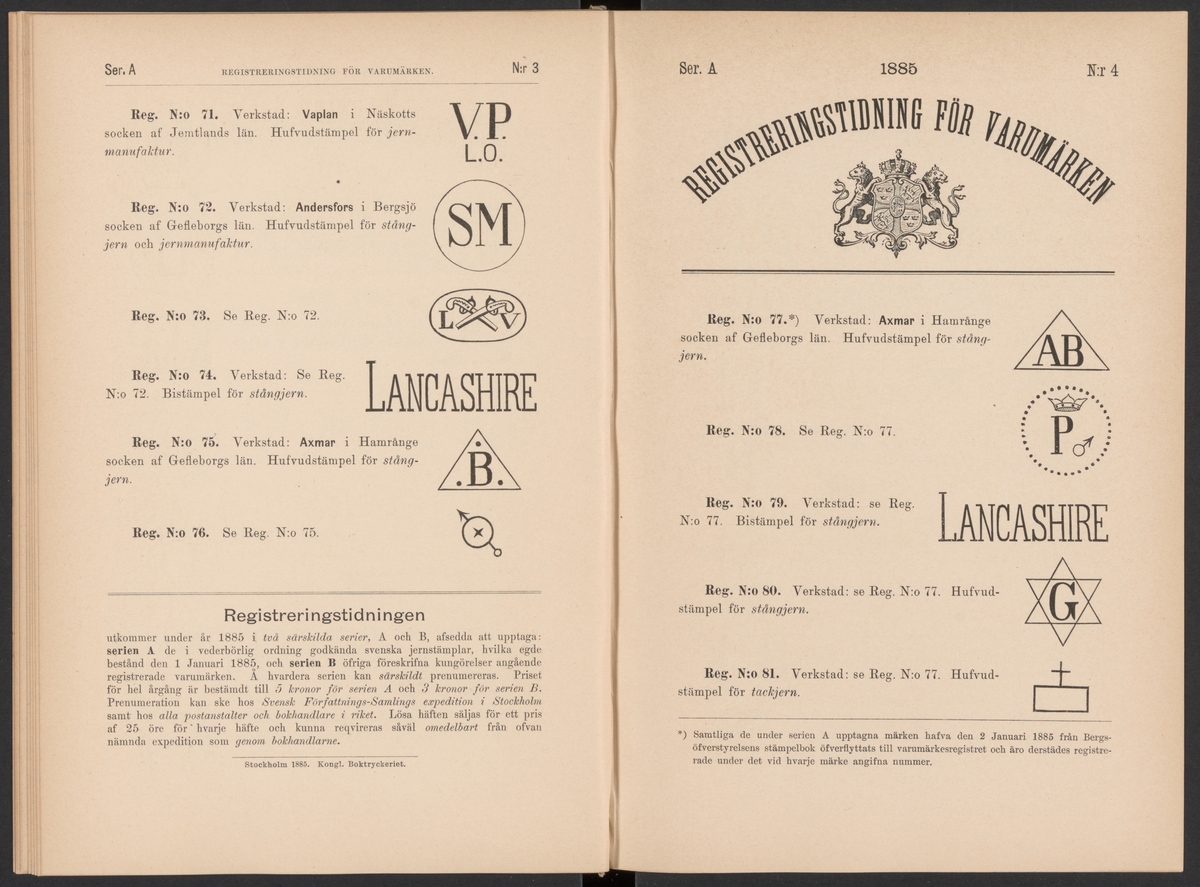 Ser. A REGISTRERINGSTIDNING FÖR VARUMÄRKEN. N:r 3
Reg. N:o 71. Verkstad: Vaplan i Näskotts
socken af Jemtlands län. Hufvudstämpel för jern-
manufaktur.
V.P.
L.O.
Reg. N:o 72. Verkstad: Andersfors i Bergsjö
socken af Gefleborgs län. Hufvudstämpel för stång-
jern och jernmanufaktur.
SM
Reg. N:o 73. Se Reg. N:o 72.
L V
Reg. N:o 74. Verkstad: Se Reg.
N:o 72. Bistämpel för stångjern.
LANCASHIRE
Reg. N:o 75. Verkstad: Axmar i Hamrånge
socken af Gefleborgs län. Hufvudstämpel för stång-
jern.
.B.
Reg. N:o 76. Se Reg. N:o 75.
Registreringstidningen
utkommer under år 1885 i två särskilda serier, A och B, afsedda att upptaga:
serien A de i vederbörlig ordning godkända svenska jernstämplar, hvilka egde
bestånd den 1 Januari 1885, och serien B öfriga föreskrifna kungörelser angående
registrerade varumärken. Å hvardera serien kan särskildt prenumereras. Priset
för hel årgång är bestämdt till 5 kronor för serien A och 3 kronor för serien B.
Prenumeration kan ske hos Svensk Författnings-Samlings expedition i Stockholm
samt hos alla postanstalter och bokhandlare i riket. Lösa häften säljas för ett pris
af 25 öre för hvarje häfte och kunna reqvireras såväl omedelbart från ofvan
nämnda expedition som genom bokhandlarne.
Stockholm 1885. Kongl. Boktryckeriet.
Ser. A 1885 N:r 4
REGISTRERINGSTIDNING FÖR VARUMÄRKEN
Reg. N:o 77.*) Verkstad: Axmar i Hamrånge
socken af Gefleborgs län. Hufvudstämpel för stång-
jern.
AB
Reg. N:o 78. Se Reg. N:o 77.
P♂
Reg. N:o 79. Verkstad: se Reg.
N:o 77. Bistämpel för stångjern.
LANCASHIRE
Reg. N:o 80. Verkstad: se Reg. N:o 77. Hufvud-
stämpel för stångjern.
G
Reg. N:o 81. Verkstad: se Reg. N:o 77. Hufvud-
stämpel för tackjern.
*) Samtliga de under serien A upptagna märken hafva den 2 Januari 1885 från Bergs-
öfverstyrelsens stämpelbok öfverflyttats till varumärkesregistret och äro derstädes registre-
rade under det vid hvarje märke angifna nummer.